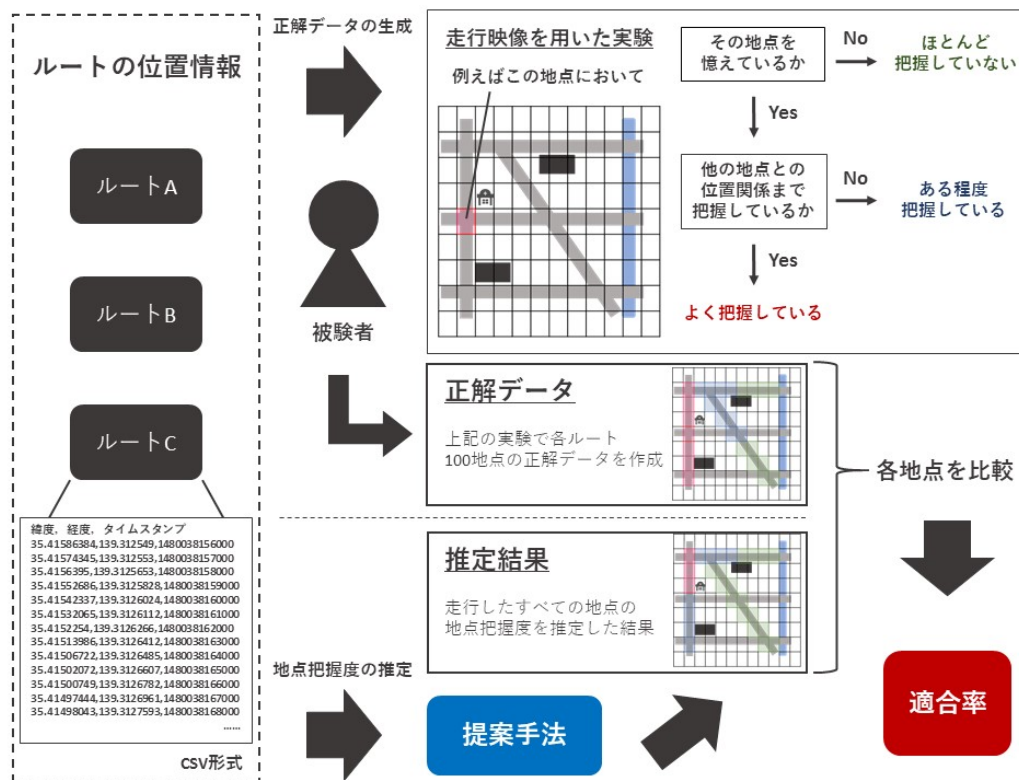 ルートの位置情報
ルートA
ルートB
ルートC
緯度, 経度, タイムスタンプ
35.41586384,139.312549,1480038156000
35.41574345,139.312553,1480038157000
35.4156395,139.3125653,1480038158000
35.41552686,139.3125828,1480038159000
35.41542337,139.3126024,1480038160000
35.41532065,139.3126112,1480038161000
35.4152254,139.3126266,1480038162000
35.41513986,139.3126412,1480038163000
35.41506722,139.3126485,1480038164000
35.41502072,139.3126607,1480038165000
35.41500749,139.3126782,1480038166000
35.41497444,139.3126961,1480038167000
35.41498043,139.3127593,1480038168000
……
CSV形式
正解データの生成
被験者
地点把握度の推定
走行映像を用いた実験
例えばこの地点において
その地点を
憶えているか
No
ほとんど
把握していない
Yes
他の地点との
位置関係まで
把握しているか
No
ある程度
把握している
Yes
よく把握している
正解データ
上記の実験で各ルート
100地点の正解データを作成
推定結果
走行したすべての地点の
地点把握度を推定した結果
提案手法
各地点を比較
適合率